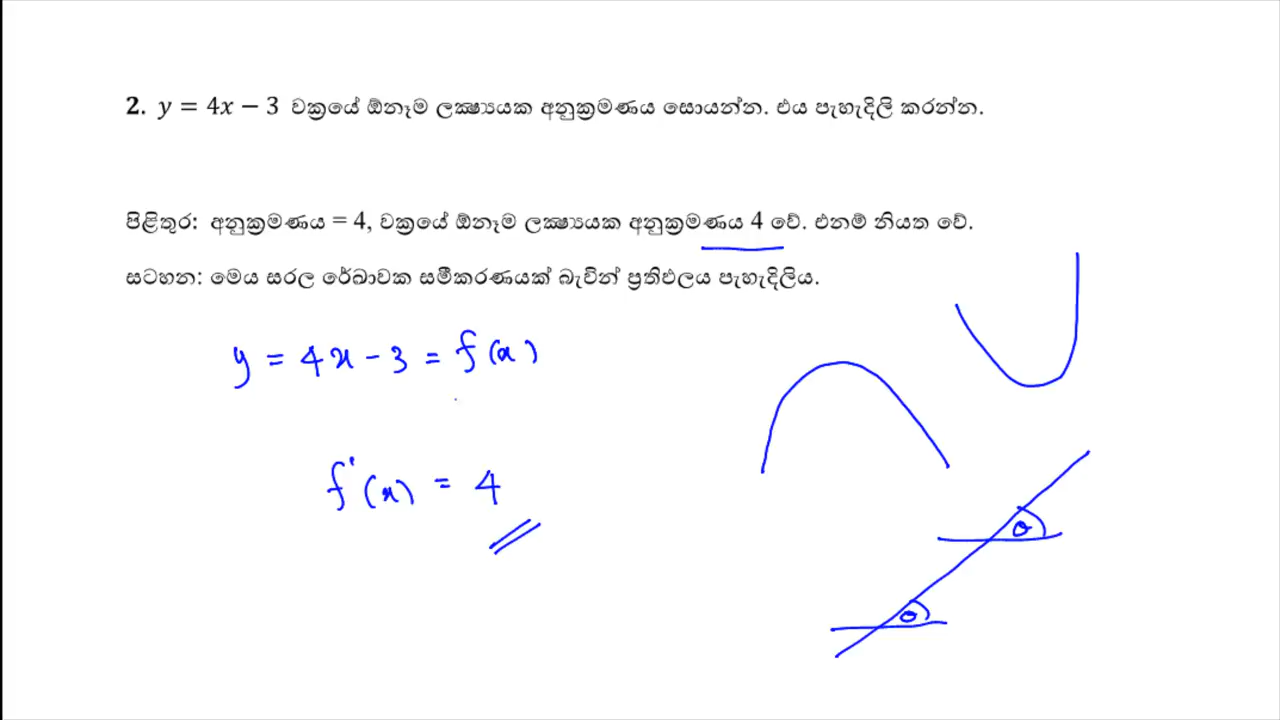 2. y = 4x − 3 වක්‍රයේ ඕනෑම ලක්‍ෂ්‍යයක අනුක්‍රමණය සොයන්න. එය පැහැදිලි කරන්න.
පිළිතුර: අනුක්‍රමණය = 4, වක්‍රයේ ඕනෑම ලක්‍ෂ්‍යයක අනුක්‍රමණය 4 වේ. එනම් නියත වේ.
සටහන: මෙය සරල රේඛාවක සමීකරණයක් බැවින් ප්‍රතිඵලය පැහැදිලිය.
y = 4x - 3 = f(x)
f'(x) = 4
θ
θ